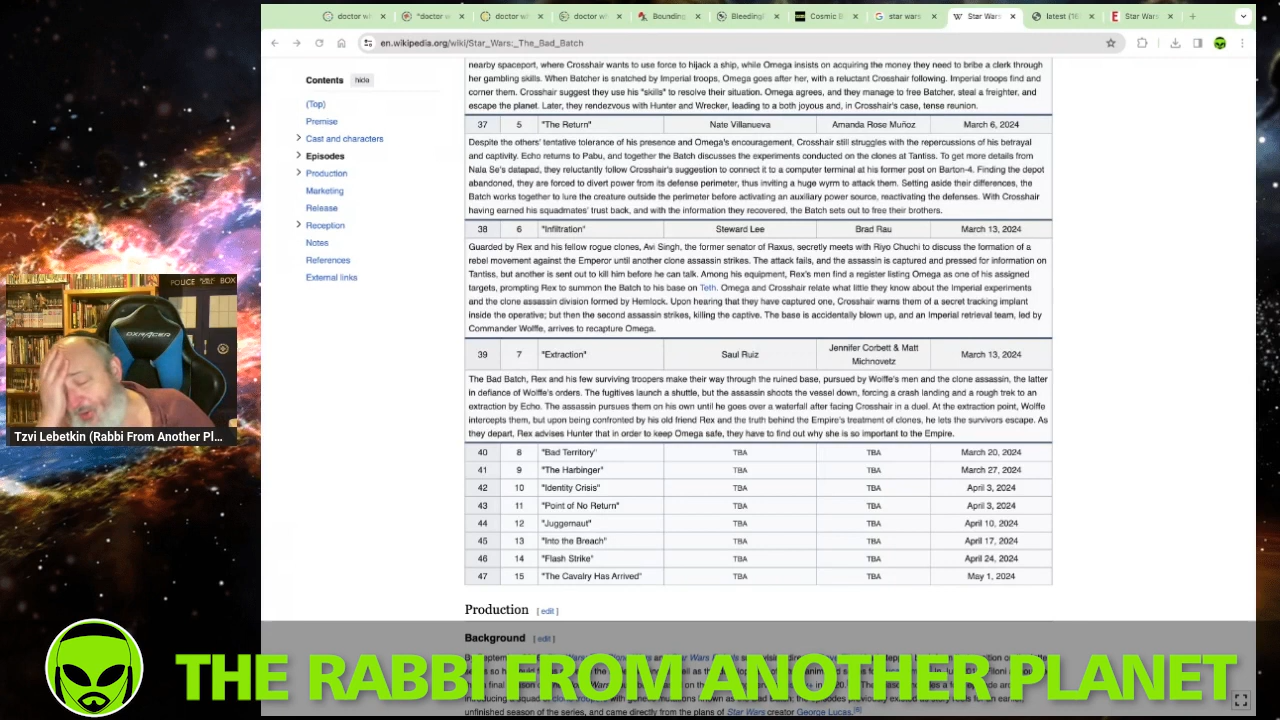 doctor wh
"doctor w
doctor wh
doctor wh
Bounding
Bleeding
Cosmic B
star wars
Star Wars
latest (16
Star Wars
en.wikipedia.org/wiki/Star_Wars:_The_Bad_Batch
Contents hide
(Top)
Premise
Cast and characters
Episodes
Production
Marketing
Release
Reception
Notes
References
External links
nearby spaceport, where Crosshair wants to use force to hijack a ship, while Omega insists on acquiring the money they need to bribe a clerk through
her gambling skills. When Batcher is snatched by Imperial troops, Omega goes after her, with a reluctant Crosshair following. Imperial troops find and
corner them. Crosshair suggest they use his "skills" to resolve their situation. Omega agrees, and they manage to free Batcher, steal a freighter, and
escape the planet. Later, they rendezvous with Hunter and Wrecker, leading to a both joyous and, in Crosshair's case, tense reunion.
37 5 "The Return" Nate Villanueva Amanda Rose Muñoz March 6, 2024
Despite the others' tentative tolerance of his presence and Omega's encouragement, Crosshair still struggles with the repercussions of his betrayal
and captivity. Echo returns to Pabu, and together the Batch discusses the experiments conducted on the clones at Tantiss. To get more details from
Nala Se's datapad, they reluctantly follow Crosshair's suggestion to connect it to a computer terminal at his former post on Barton-4. Finding the depot
abandoned, they are forced to divert power from its defense perimeter, thus inviting a huge wyrm to attack them. Setting aside their differences, the
Batch works together to lure the creature outside the perimeter before activating an auxiliary power source, reactivating the defenses. With Crosshair
having earned his squadmates' trust back, and with the information they recovered, the Batch sets out to free their brothers.
38 6 "Infiltration" Steward Lee Brad Rau March 13, 2024
Guarded by Rex and his fellow rogue clones, Avi Singh, the former senator of Raxus, secretly meets with Riyo Chuchi to discuss the formation of a
rebel movement against the Emperor until another clone assassin strikes. The attack fails, and the assassin is captured and pressed for information on
Tantiss, but another is sent out to kill him before he can talk. Among his equipment, Rex's men find a register listing Omega as one of his assigned
targets, prompting Rex to summon the Batch to his base on Teth. Omega and Crosshair relate what little they know about the Imperial experiments
and the clone assassin division formed by Hemlock. Upon hearing that they have captured one, Crosshair warns them of a secret tracking implant
inside the operative; but then the second assassin strikes, killing the captive. The base is accidentally blown up, and an Imperial retrieval team, led by
Commander Wolffe, arrives to recapture Omega.
39 7 "Extraction" Saul Ruiz Jennifer Corbett & Matt Michnovetz March 13, 2024
The Bad Batch, Rex and his few surviving troopers make their way through the ruined base, pursued by Wolffe's men and the clone assassin, the latter
in defiance of Wolffe's orders. The fugitives launch a shuttle, but the assassin shoots the vessel down, forcing a crash landing and a rough trek to an
extraction by Echo. The assassin pursues them on his own until he goes over a waterfall after facing Crosshair in a duel. At the extraction point, Wolffe
intercepts them, but upon being confronted by his old friend Rex and the truth behind the Empire's treatment of clones, he lets the survivors escape. As
they depart, Rex advises Hunter that in order to keep Omega safe, they have to find out why she is so important to the Empire.
40 8 "Bad Territory" TBA TBA March 20, 2024
41 9 "The Harbinger" TBA TBA March 27, 2024
42 10 "Identity Crisis" TBA TBA April 3, 2024
43 11 "Point of No Return" TBA TBA April 3, 2024
44 12 "Juggernaut" TBA TBA April 10, 2024
45 13 "Into the Breach" TBA TBA April 17, 2024
46 14 "Flash Strike" TBA TBA April 24, 2024
47 15 "The Cavalry Has Arrived" TBA TBA May 1, 2024
Production [ edit ]
Background [ edit ]
unfinished season of the series, and came directly from the plans of Star Wars creator George Lucas.[6]
POLICE BOX
DXRACER
Tzvi Lebetkin (Rabbi From Another Pl...
THE RABBI FROM ANOTHER PLANET